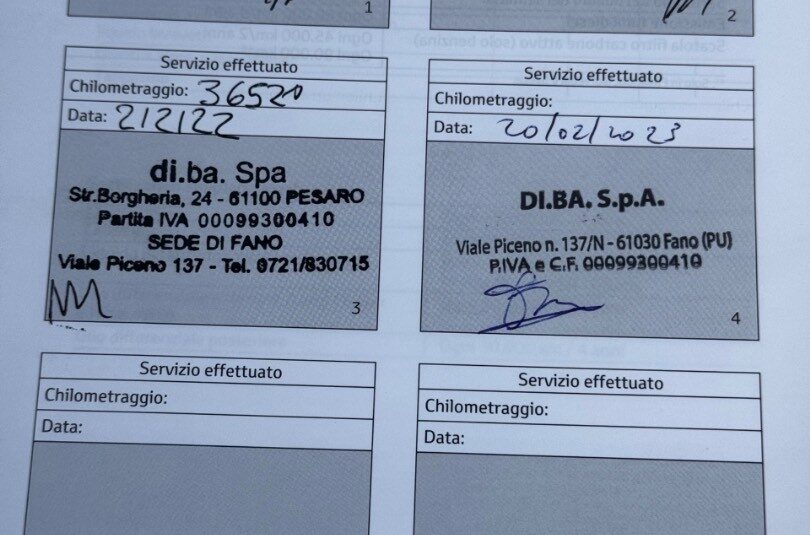 1
2
Servizio effettuato
Chilometraggio: 36520
Data: 2/2/22
di.ba. Spa
Str.Borgheria, 24 - 61100 PESARO
Partita IVA 00099300410
SEDE DI FANO
Viale Piceno 137 - Tel. 0721/830715
3
Servizio effettuato
Chilometraggio:
Data: 20/02/2023
DI.BA. S.p.A.
Viale Piceno n. 137/N - 61030 Fano (PU)
P.IVA e C.F. 00099300410
4
Servizio effettuato
Chilometraggio:
Data:
Servizio effettuato
Chilometraggio:
Data: